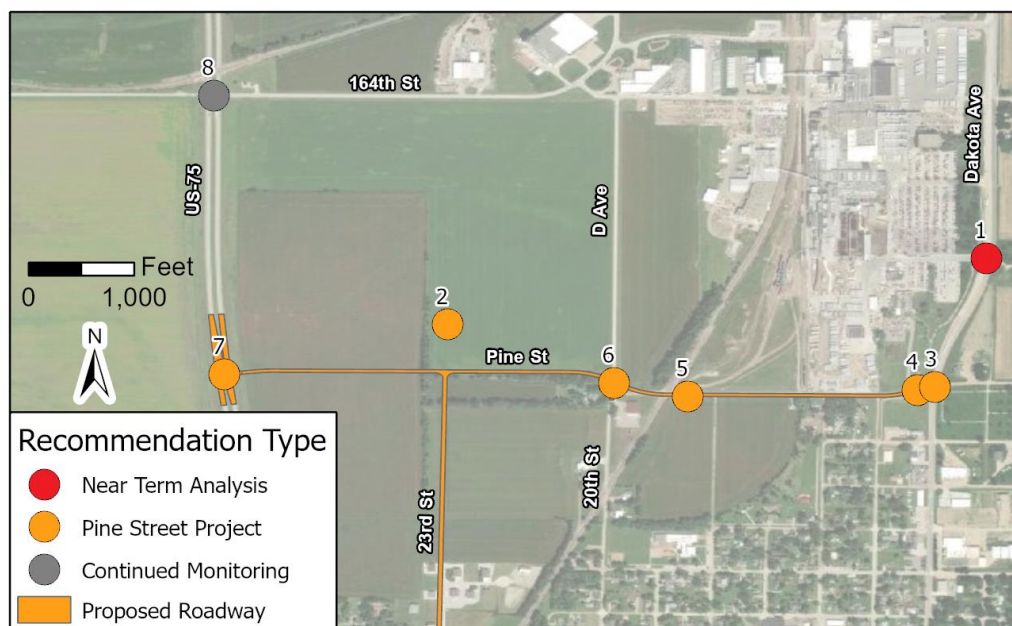 8
164th St
Dakota Ave
US-75
D Ave
1
Feet
0 1,000
2
N
Pine St
7
6
5
4
3
20th St
23rd St
Recommendation Type
Near Term Analysis
Pine Street Project
Continued Monitoring
Proposed Roadway